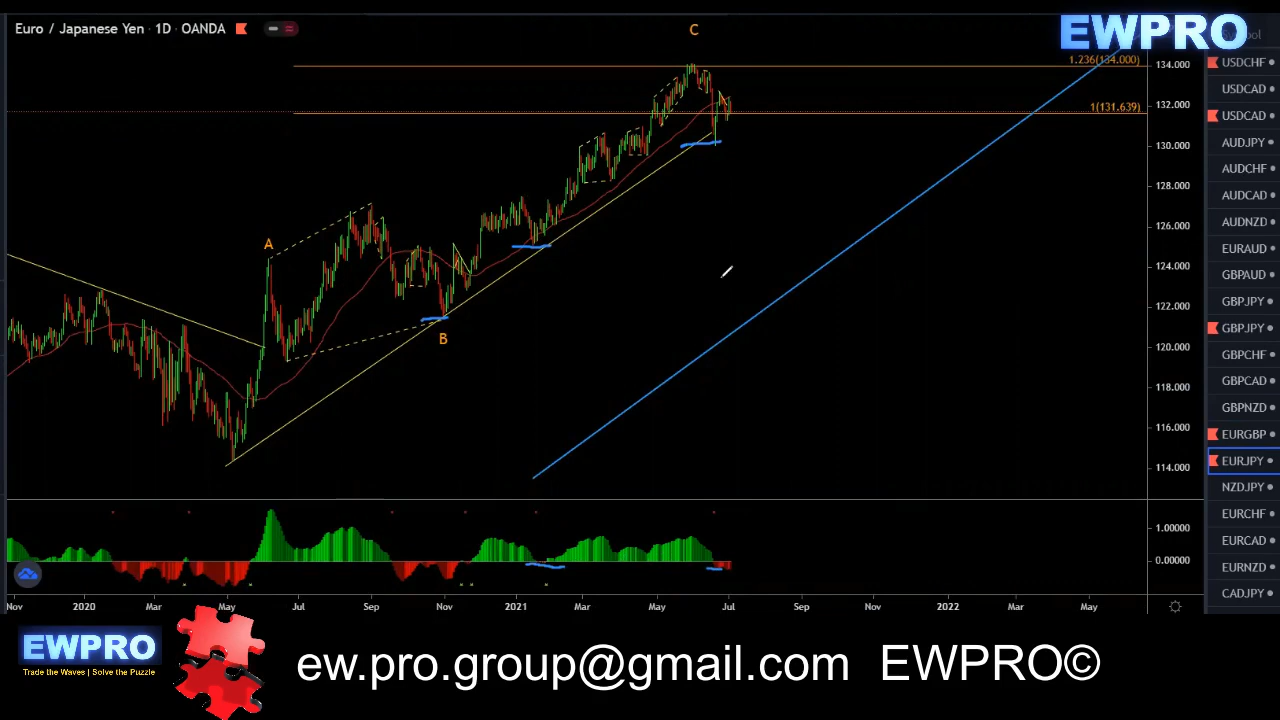 Euro / Japanese Yen · 1D · OANDA
EWPRO
C
1.236(134.000)
1(131.639)
A
B
134.000
132.000
130.000
128.000
126.000
124.000
122.000
120.000
118.000
116.000
114.000
1.00000
0.00000
USDCHF
USDCAD
USDCAD
AUDJPY
AUDCHF
AUDCAD
AUDNZD
EURAUD
GBPAUD
GBPJPY
GBPJPY
GBPCHF
GBPCAD
GBPNZD
EURGBP
EURJPY
NZDJPY
EURCHF
EURCAD
EURNZD
CADJPY
Nov 2020 Mar May Jul Sep Nov 2021 Mar May Jul Sep Nov 2022 Mar May
EWPRO
Trade the Waves | Solve the Puzzle
ew.pro.group@gmail.com EWPRO©